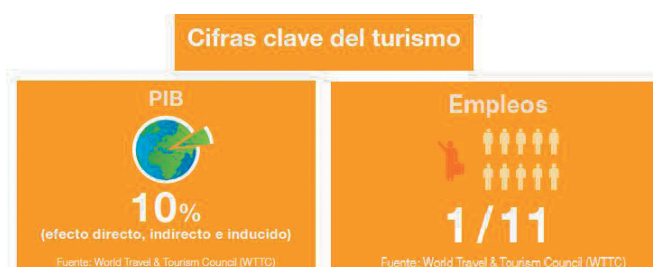 Cifras clave del turismo
PIB
10%
(efecto directo, indirecto e inducido)
Fuente: World Travel & Tourism Council (WTTC)
Empleos
1/11
Fuente: World Travel & Tourism Council (WTTC)